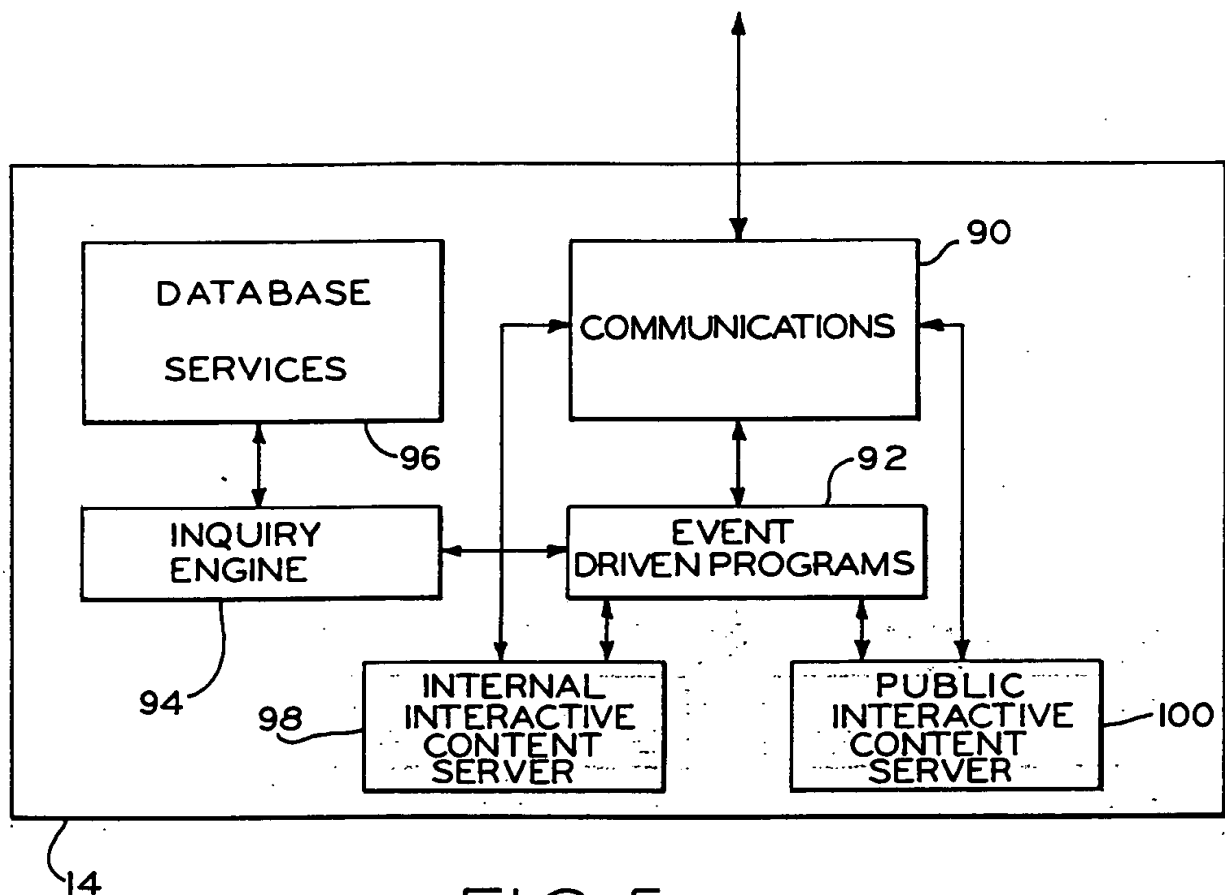 90
DATABASE
SERVICES
COMMUNICATIONS
96
92
INQUIRY
ENGINE
EVENT
DRIVEN PROGRAMS
94
98
INTERNAL
INTERACTIVE
CONTENT
SERVER
PUBLIC
INTERACTIVE
CONTENT
SERVER
100
14